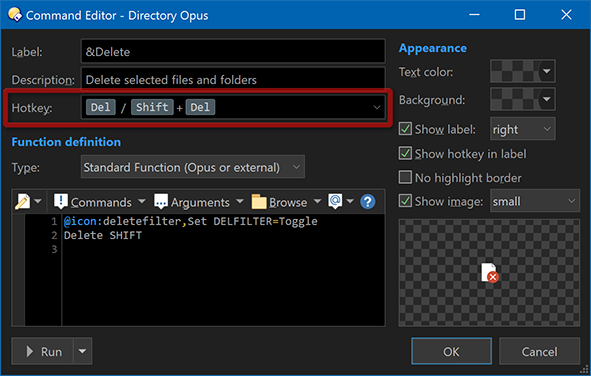 Command Editor - Directory Opus
Label: &Delete
Description: Delete selected files and folders
Hotkey: Del / Shift + Del
Function definition
Type: Standard Function (Opus or external)
Commands Arguments Browse
1 @icon:deletefilter,Set DELFILTER=Toggle
2 Delete SHIFT
3
Run
Appearance
Text color:
Background:
Show label: right
Show hotkey in label
No highlight border
Show image: small
OK Cancel